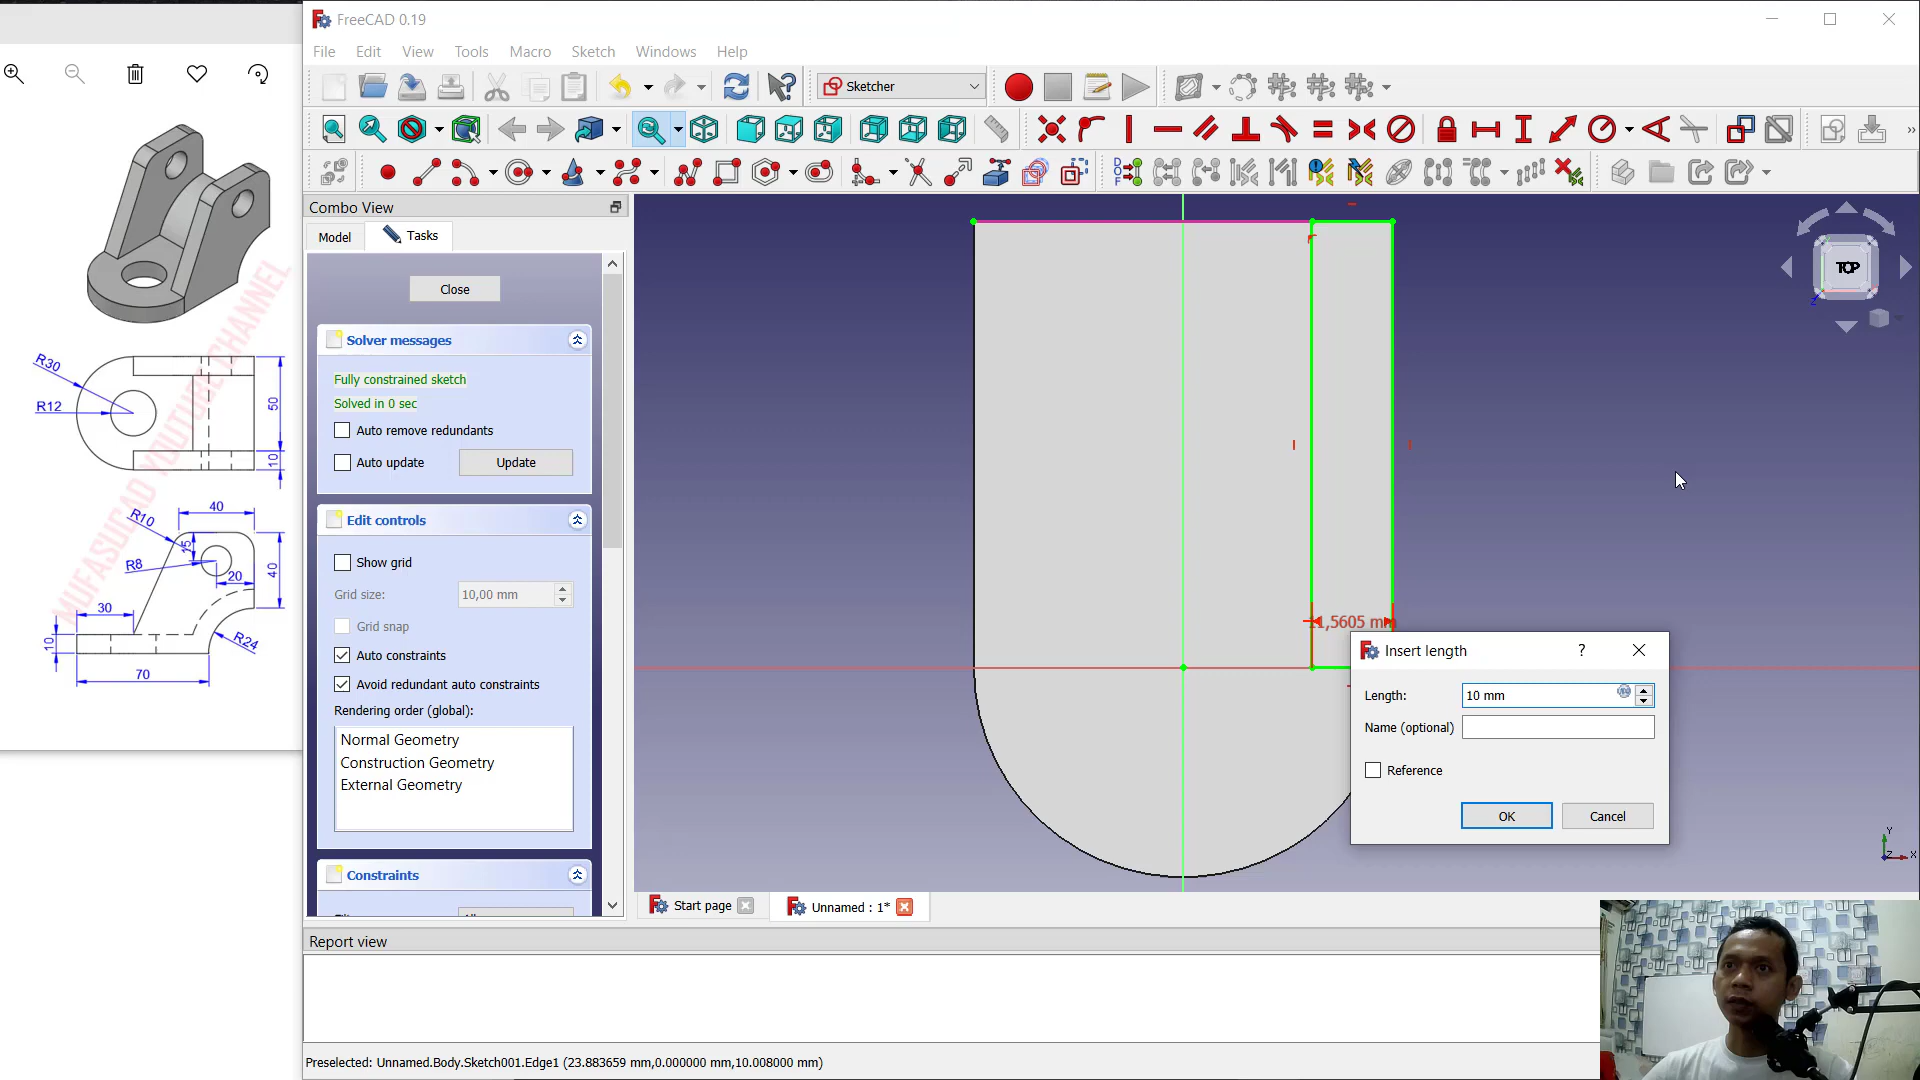 FreeCAD 0.19
File Edit View Tools Macro Sketch Windows Help
Sketcher
Combo View
Model
Tasks
Close
Solver messages
Fully constrained sketch
Solved in 0 sec
Auto remove redundants
Auto update
Update
Edit controls
Show grid
Grid size:
10,00 mm
Grid snap
Auto constraints
Avoid redundant auto constraints
Rendering order (global):
Normal Geometry
Construction Geometry
External Geometry
Constraints
TOP
1,5605 mm
Insert length
?
Length:
10 mm
Name (optional)
Reference
OK
Cancel
Y
X
Z
Start page
Unnamed : 1*
Report view
Preselected: Unnamed.Body.Sketch001.Edge1 (23.883659 mm,0.000000 mm,10.008000 mm)
R30
R12
50
10
40
R10
15
R8
20
40
30
10
R24
70
MUFASUCAD YOUTUBE CHANNEL